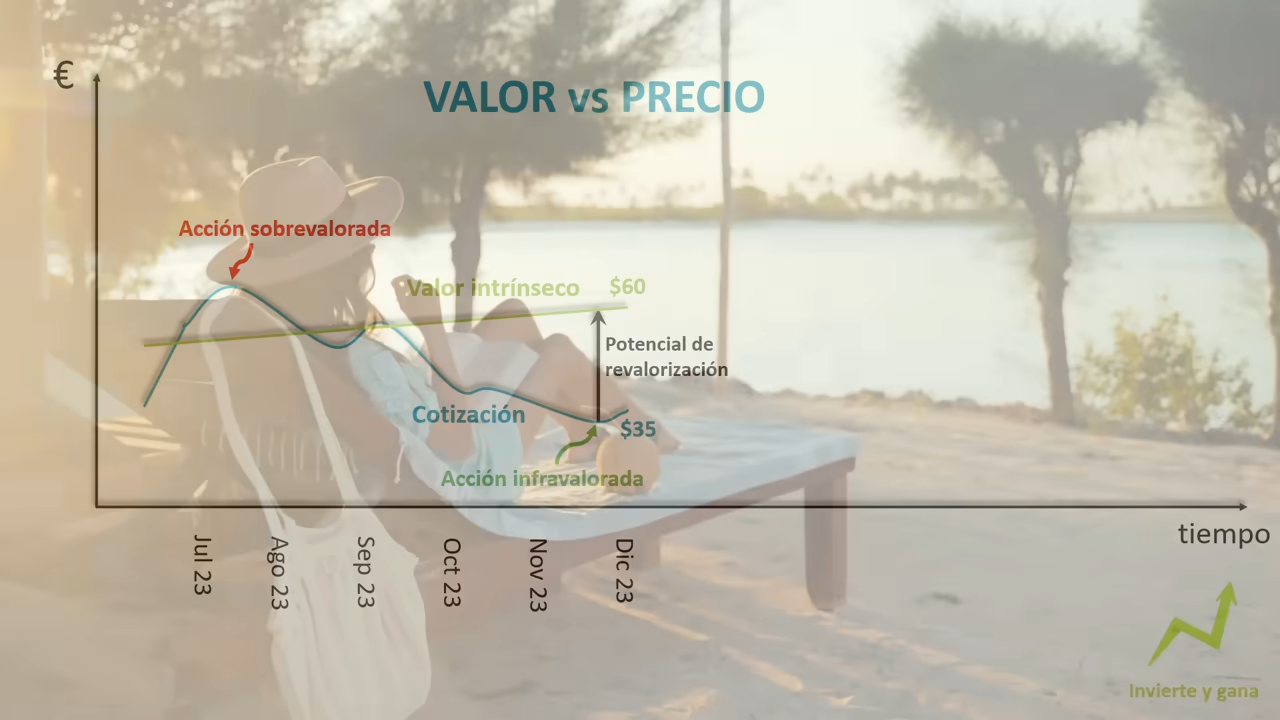 €
VALOR vs PRECIO
Acción sobrevalorada
Valor intrínseco
$60
Potencial de
revalorización
Cotización
$35
Acción infravalorada
tiempo
Jul 23
Ago 23
Sep 23
Oct 23
Nov 23
Dic 23
Invierte y gana